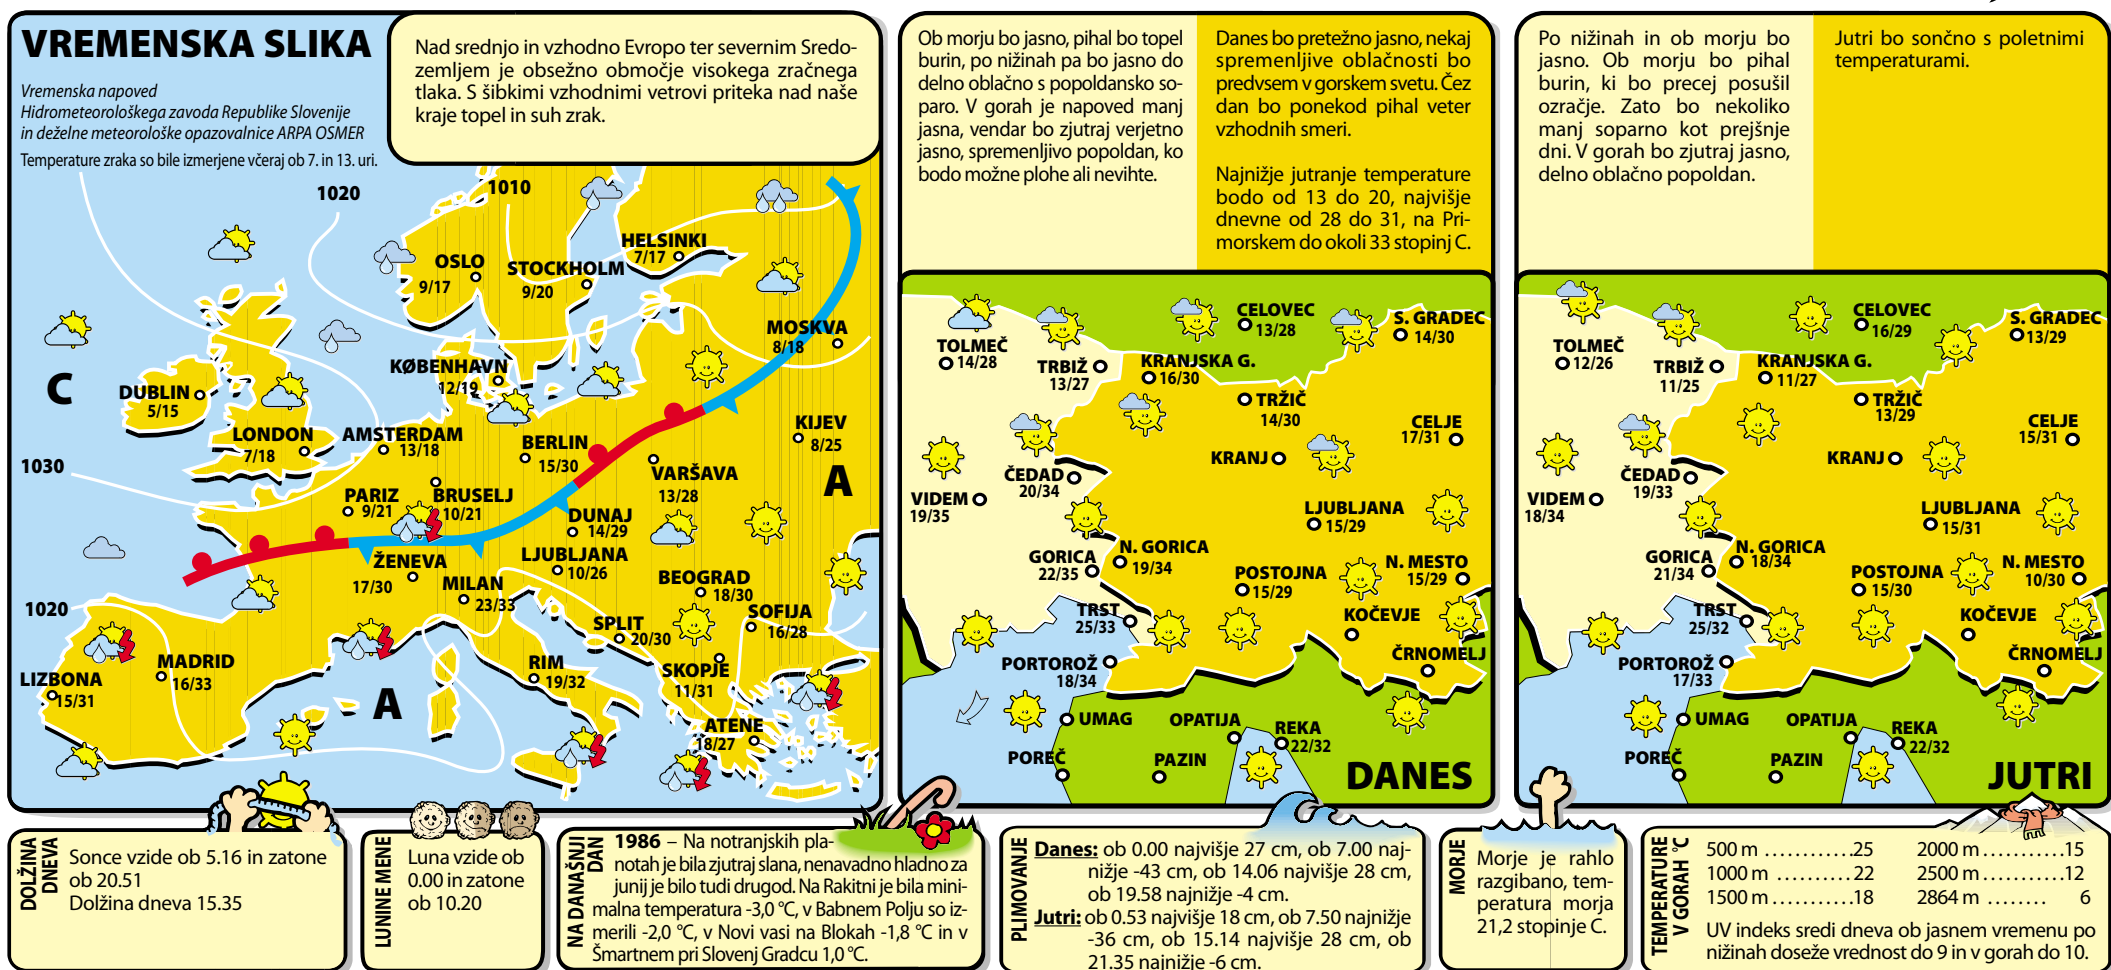 VREMENSKA SLIKA
Vremenska napoved
Hidrometeorološkega zavoda Republike Slovenije
in deželne meteorološke opazovalnice ARPA OSMER
Temperature zraka so bile izmerjene včeraj ob 7. in 13. uri.
Nad srednjo in vzhodno Evropo ter severnim Sredo-
zemljem je obsežno območje visokega zračnega
tlaka. S šibkimi vzhodnimi vetrovi priteka nad naše
kraje topel in suh zrak.
1020
1010
HELSINKI
7/17
OSLO
9/17
STOCKHOLM
9/20
MOSKVA
8/18
KØBENHAVN
12/19
C
DUBLIN
5/15
LONDON
7/18
AMSTERDAM
13/18
BERLIN
15/30
KIJEV
8/25
1030
VARŠAVA
13/28
A
PARIZ
9/21
BRUSELJ
10/21
DUNAJ
14/29
ŽENEVA
17/30
LJUBLJANA
10/26
MILAN
23/33
BEOGRAD
18/30
1020
SOFIJA
16/28
SPLIT
20/30
MADRID
16/33
RIM
19/32
SKOPJE
11/31
LIZBONA
15/31
A
ATENE
18/27
Ob morju bo jasno, pihal bo topel
burin, po nižinah pa bo jasno do
delno oblačno s popoldansko so-
paro. V gorah je napoved manj
jasna, vendar bo zjutraj verjetno
jasno, spremenljivo popoldan, ko
bodo možne plohe ali nevihte.
Danes bo pretežno jasno, nekaj
spremenljive oblačnosti bo
predvsem v gorskem svetu. Čez
dan bo ponekod pihal veter
vzhodnih smeri.
Najnižje jutranje temperature
bodo od 13 do 20, najvišje
dnevne od 28 do 31, na Pri-
morskem do okoli 33 stopinj C.
CELOVEC
13/28
S. GRADEC
14/30
TOLMEČ
14/28
TRBIŽ
13/27
KRANJSKA G.
16/30
TRŽIČ
14/30
CELJE
17/31
KRANJ
ČEDAD
20/34
VIDEM
19/35
LJUBLJANA
15/29
GORICA
22/35
N. GORICA
19/34
POSTOJNA
15/29
N. MESTO
15/29
TRST
25/33
KOČEVJE
PORTOROŽ
18/34
ČRNOMELJ
UMAG
OPATIJA
REKA
22/32
POREČ
PAZIN
DANES
Po nižinah in ob morju bo
jasno. Ob morju bo pihal
burin, ki bo precej posušil
ozračje. Zato bo nekoliko
manj soparno kot prejšnje
dni. V gorah bo zjutraj jasno,
delno oblačno popoldan.
Jutri bo sončno s poletnimi
temperaturami.
CELOVEC
16/29
S. GRADEC
13/29
TOLMEČ
12/26
TRBIŽ
11/25
KRANJSKA G.
11/27
TRŽIČ
13/29
CELJE
15/31
KRANJ
ČEDAD
19/33
VIDEM
18/34
LJUBLJANA
15/31
GORICA
21/34
N. GORICA
18/34
POSTOJNA
15/30
N. MESTO
10/30
TRST
25/32
KOČEVJE
PORTOROŽ
17/33
ČRNOMELJ
UMAG
OPATIJA
REKA
22/32
POREČ
PAZIN
JUTRI
DOLŽINA
DNEVA
Sonce vzide ob 5.16 in zatone
ob 20.51
Dolžina dneva 15.35
LUNINE MENE
Luna vzide ob
0.00 in zatone
ob 10.20
NA DANAŠNJI
DAN
1986 – Na notranjskih pla-
notah je bila zjutraj slana, nenavadno hladno za
junij je bilo tudi drugod. Na Rakitni je bila mini-
malna temperatura -3,0 °C, v Babnem Polju so iz-
merili -2,0 °C, v Novi vasi na Blokah -1,8 °C in v
Šmartnem pri Slovenj Gradcu 1,0 °C.
PLIMOVANJE
Danes: ob 0.00 najvišje 27 cm, ob 7.00 naj-
nižje -43 cm, ob 14.06 najvišje 28 cm,
ob 19.58 najnižje -4 cm.
Jutri: ob 0.53 najvišje 18 cm, ob 7.50 najnižje
-36 cm, ob 15.14 najvišje 28 cm, ob
21.35 najnižje -6 cm.
MORJE
Morje je rahlo
razgibano, tem-
peratura morja
21,2 stopinje C.
TEMPERATURE °C
V GORAH
500 m ............25
1000 m ..........22
1500 m ..........18
2000 m ..........15
2500 m ..........12
2864 m ........ 6
UV indeks sredi dneva ob jasnem vremenu po
nižinah doseže vrednost do 9 in v gorah do 10.